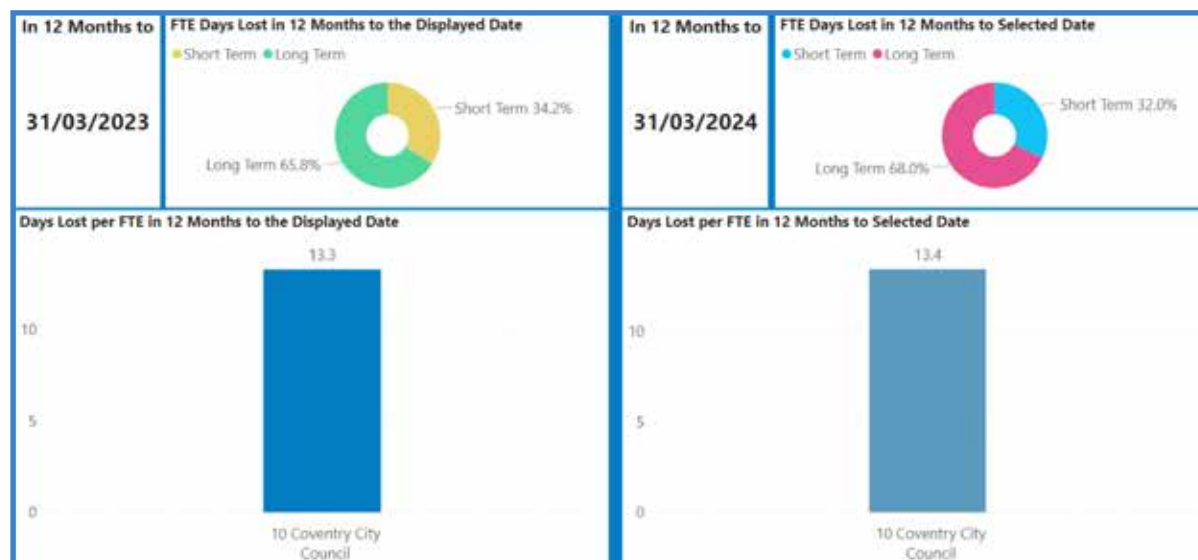 In 12 Months to
31/03/2023
FTE Days Lost in 12 Months to the Displayed Date
Short Term Long Term
Short Term 34.2%
Long Term 65.8%
In 12 Months to
31/03/2024
FTE Days Lost in 12 Months to Selected Date
Short Term Long Term
Short Term 32.0%
Long Term 68.0%
Days Lost per FTE in 12 Months to the Displayed Date
13.3
10
5
0
10 Coventry City
Council
Days Lost per FTE in 12 Months to Selected Date
13.4
10
5
0
10 Coventry City
Council